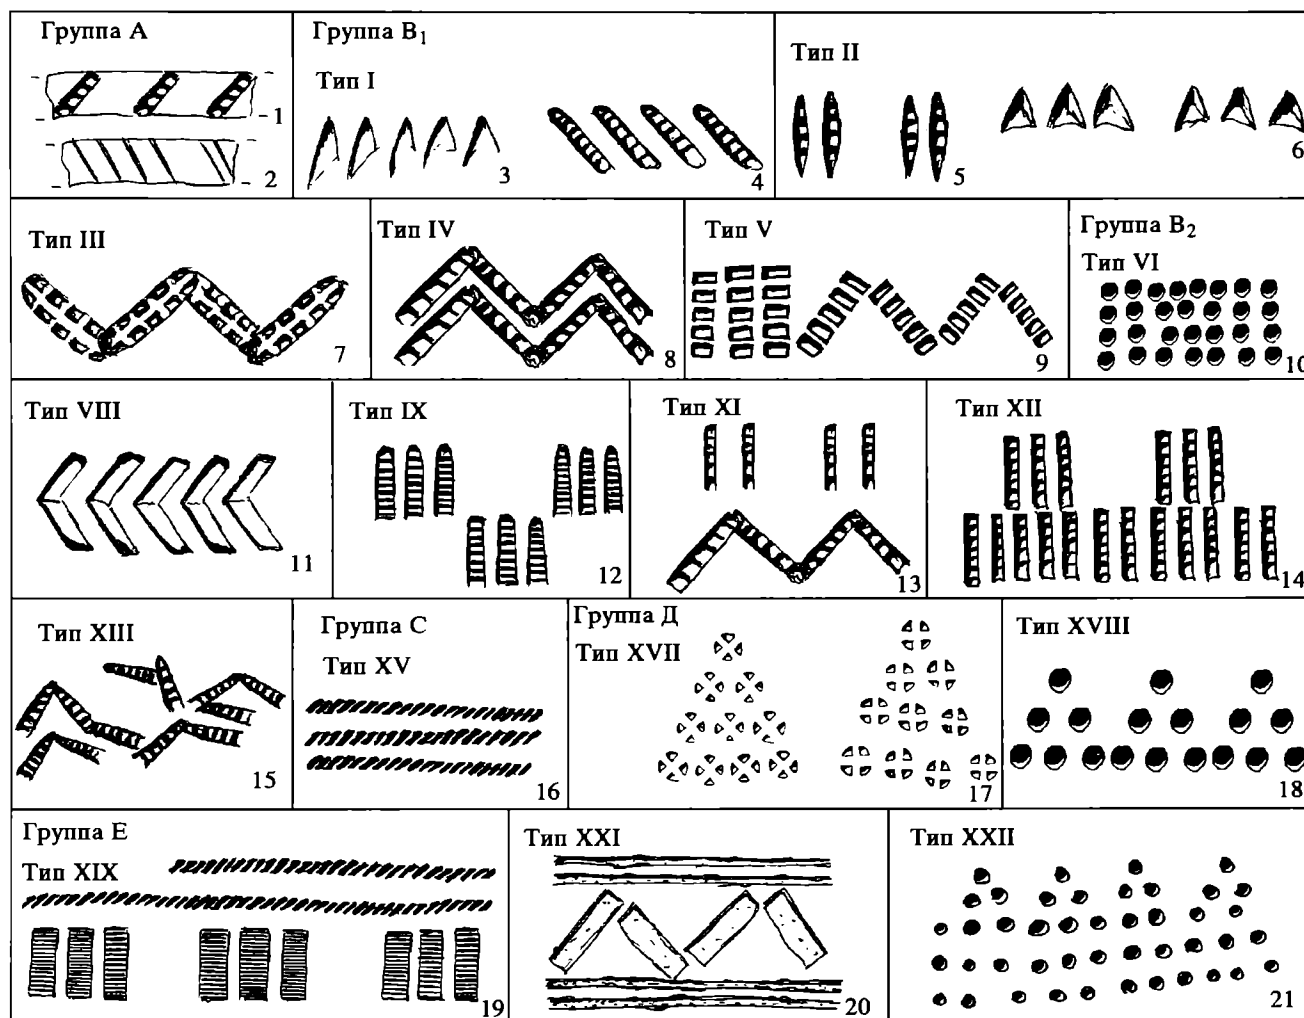 Группа А
1
2
Группа В₁
Тип I
3
4
Тип II
5
6
Тип III
7
Тип IV
8
Тип V
9
Группа В₂
Тип VI
10
Тип VIII
11
Тип IX
12
Тип XI
13
Тип XII
14
Тип XIII
15
Группа С
Тип XV
16
Группа Д
Тип XVII
17
Тип XVIII
18
Группа Е
Тип XIX
19
Тип XXI
20
Тип XXII
21